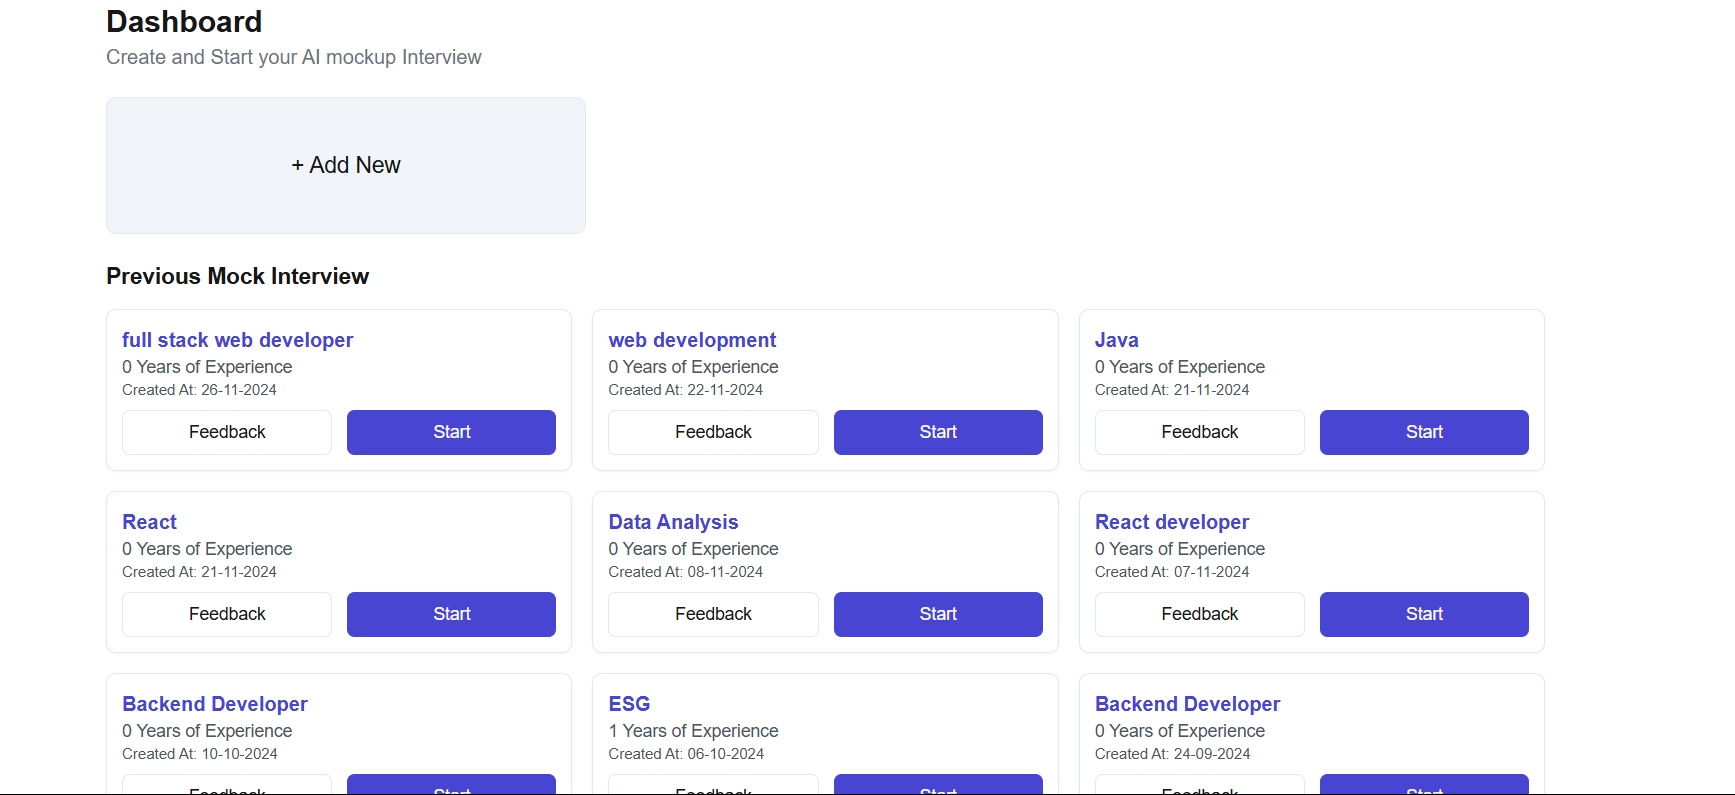 Dashboard
Create and Start your AI mockup Interview
+ Add New
Previous Mock Interview
full stack web developer
0 Years of Experience
Created At: 26-11-2024
Feedback Start
web development
0 Years of Experience
Created At: 22-11-2024
Feedback Start
Java
0 Years of Experience
Created At: 21-11-2024
Feedback Start
React
0 Years of Experience
Created At: 21-11-2024
Feedback Start
Data Analysis
0 Years of Experience
Created At: 08-11-2024
Feedback Start
React developer
0 Years of Experience
Created At: 07-11-2024
Feedback Start
Backend Developer
0 Years of Experience
Created At: 10-10-2024
Feedback Start
ESG
1 Years of Experience
Created At: 06-10-2024
Feedback Start
Backend Developer
0 Years of Experience
Created At: 24-09-2024
Feedback Start